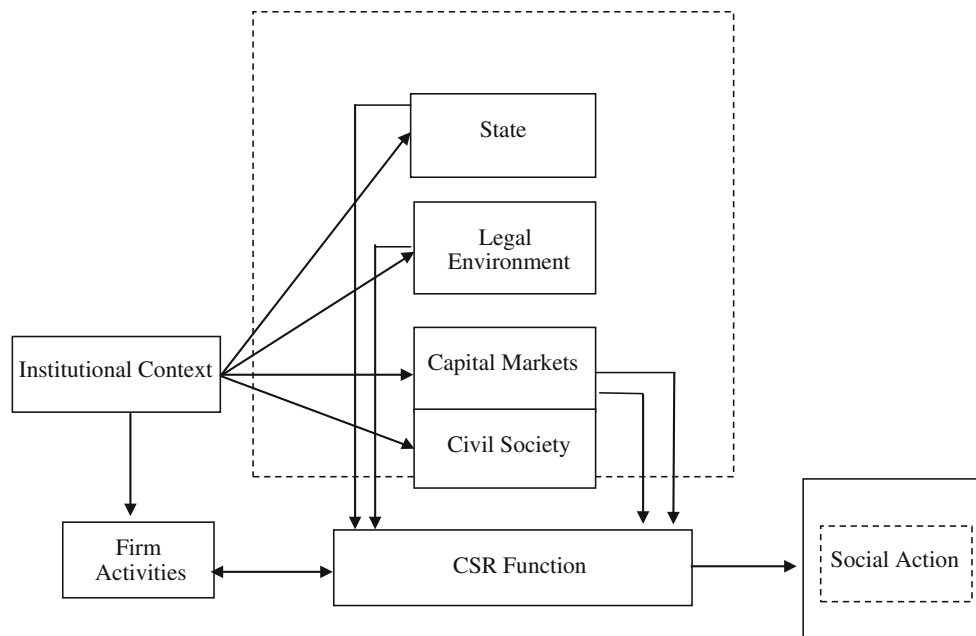 State
Legal
Environment
Institutional Context
Capital Markets
Civil Society
Firm
Activities
CSR Function
Social Action